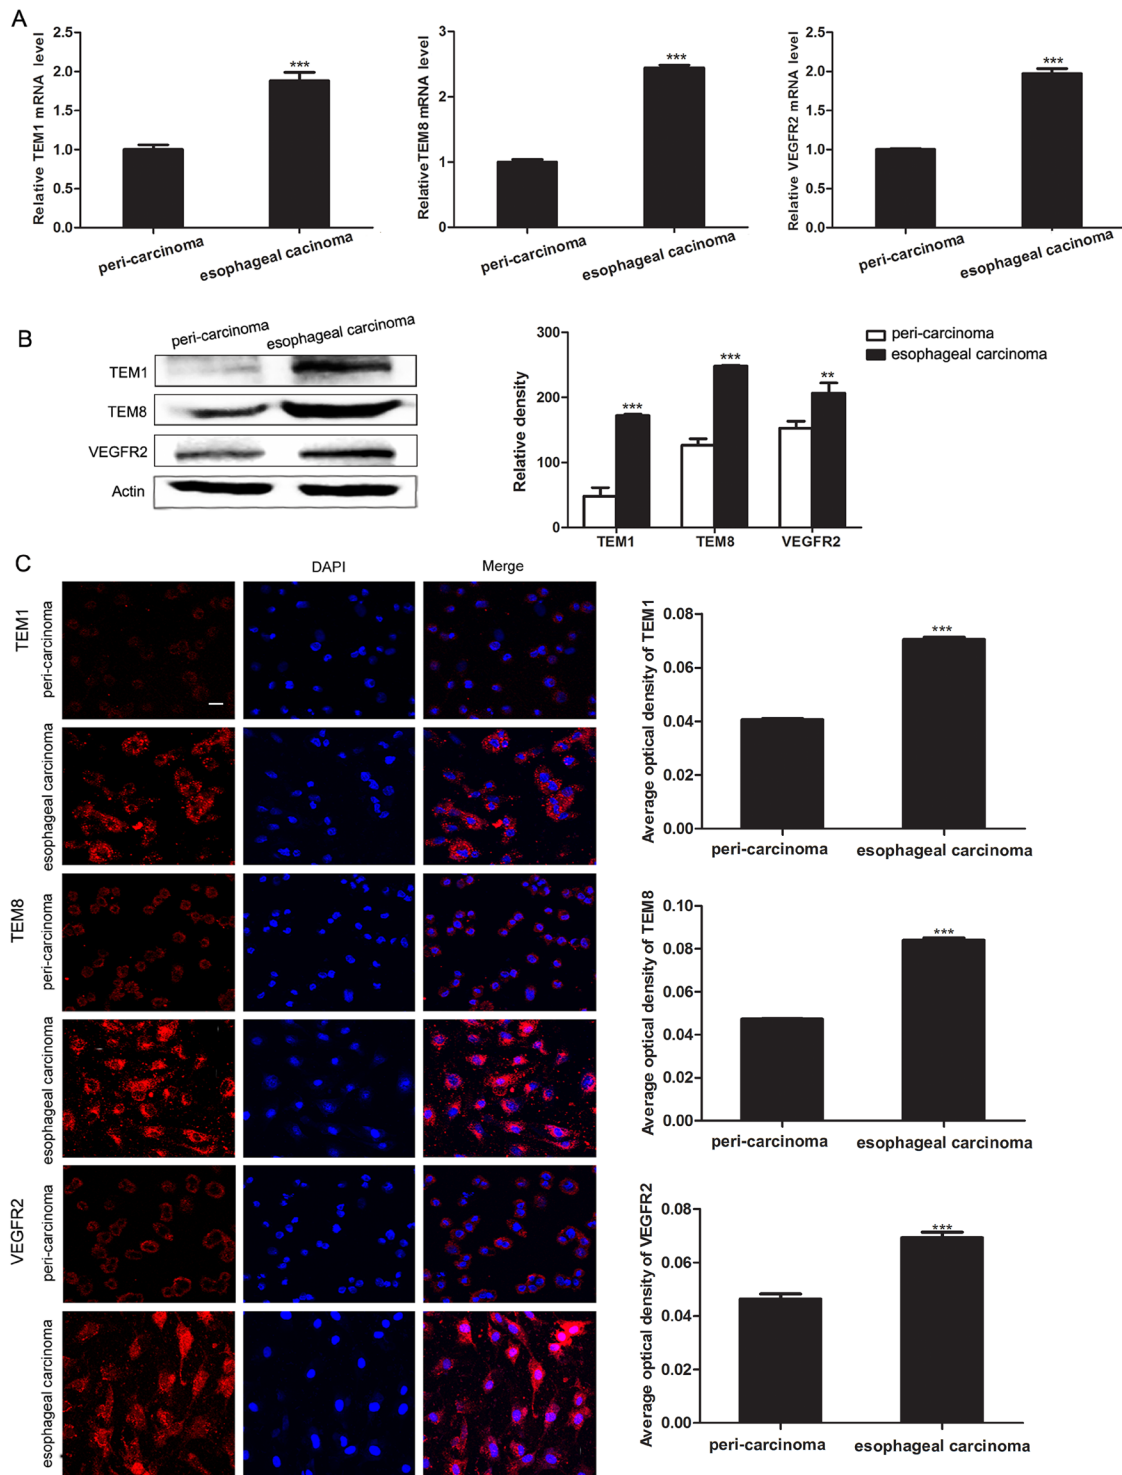 A
Relative TEM1 mRNA level
2.5
2.0
1.5
1.0
0.5
0.0
***
peri-carcinoma
esophageal cacinoma
Relative TEM8 mRNA level
3
2
1
0
***
peri-carcinoma
esophageal cacinoma
Relative VEGFR2 mRNA level
2.5
2.0
1.5
1.0
0.5
0.0
***
peri-carcinoma
esophageal cacinoma
B
peri-carcinoma
esophageal carcinoma
TEM1
TEM8
VEGFR2
Actin
Relative density
300
200
100
0
***
***
**
TEM1
TEM8
VEGFR2
peri-carcinoma
esophageal carcinoma
C
DAPI
Merge
TEM1
peri-carcinoma
esophageal carcinoma
TEM8
peri-carcinoma
esophageal carcinoma
VEGFR2
peri-carcinoma
esophageal carcinoma
Average optical density of TEM1
0.08
0.06
0.04
0.02
0.00
***
peri-carcinoma
esophageal carcinoma
Average optical density of TEM8
0.10
0.08
0.06
0.04
0.02
0.00
***
peri-carcinoma
esophageal carcinoma
Average optical density of VEGFR2
0.08
0.06
0.04
0.02
0.00
***
peri-carcinoma
esophageal carcinoma